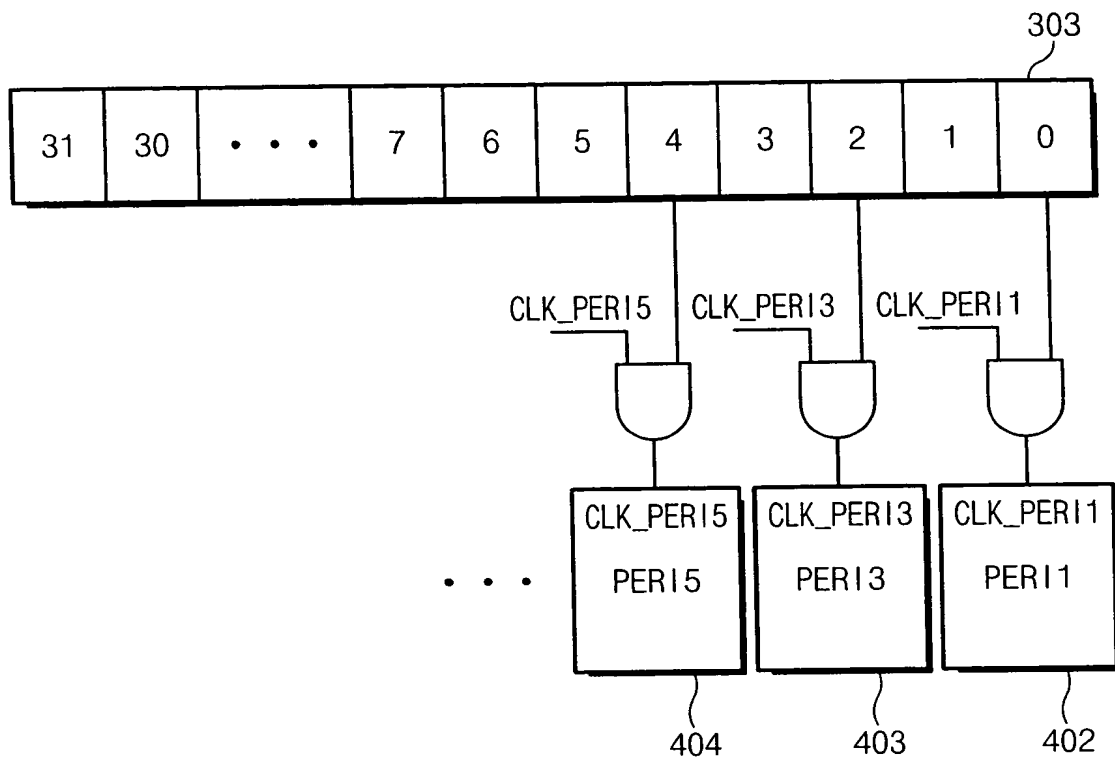 303
31 30 • • • 7 6 5 4 3 2 1 0
CLK_PERI5 CLK_PERI3 CLK_PERI1
CLK_PERI5 CLK_PERI3 CLK_PERI1
• • • PERI5 PERI3 PERI1
404 403 402